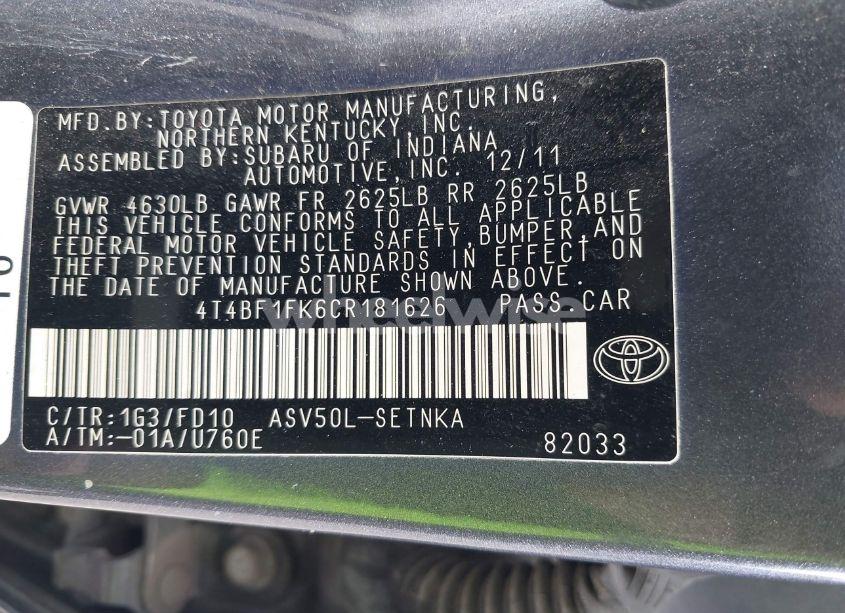 MFD.BY:TOYOTA MOTOR MANUFACTURING,
NORTHERN KENTUCKY,INC.
ASSEMBLED BY:SUBARU OF INDIANA
AUTOMOTIVE,INC. 12/11
GVWR 4630LB GAWR FR 2625LB RR 2625LB
THIS VEHICLE CONFORMS TO ALL APPLICABLE
FEDERAL MOTOR VEHICLE SAFETY,BUMPER,AND
THEFT PREVENTION STANDARDS IN EFFECT ON
THE DATE OF MANUFACTURE SHOWN ABOVE.
4T4BF1FK6CR181626 PASS.CAR
C/TR:1G3/FD10 ASV50L-SETNKA
A/TM:-01A/U760E 82033